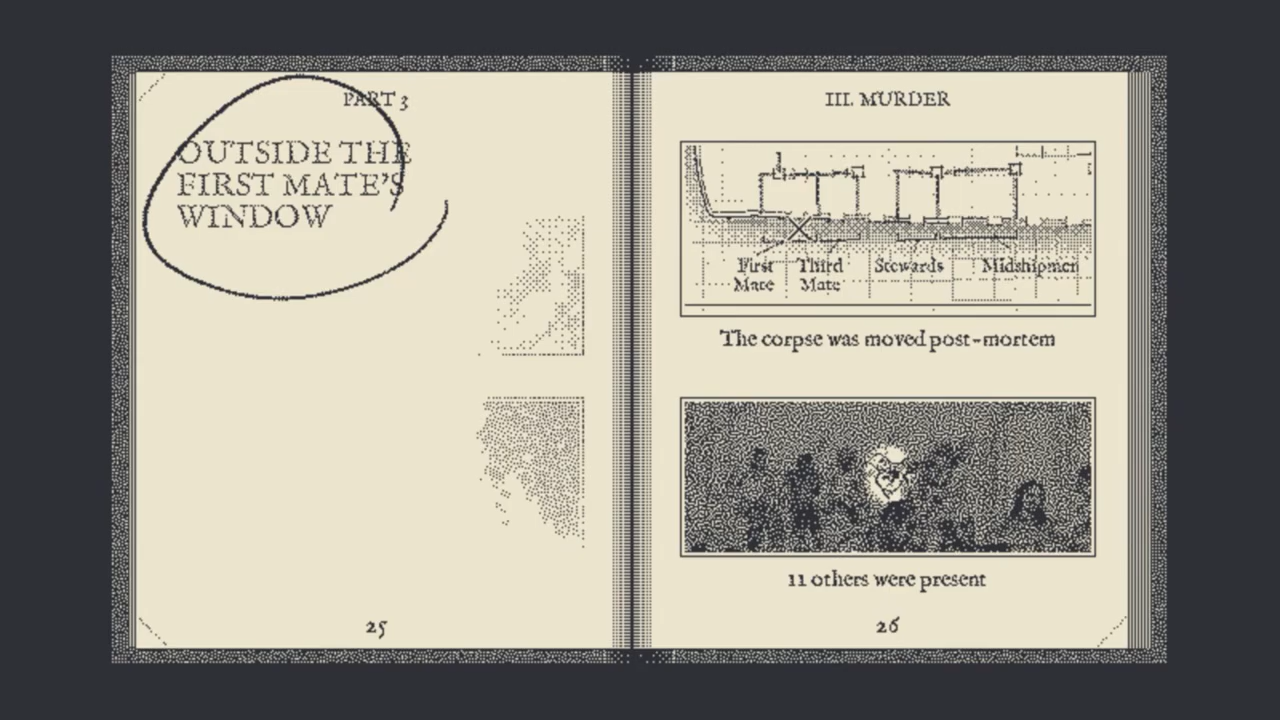 PART 3
OUTSIDE THE
FIRST MATE'S
WINDOW
25
III. MURDER
First Third Stewards Midshipmen
Mate Mate
The corpse was moved post-mortem
11 others were present
26